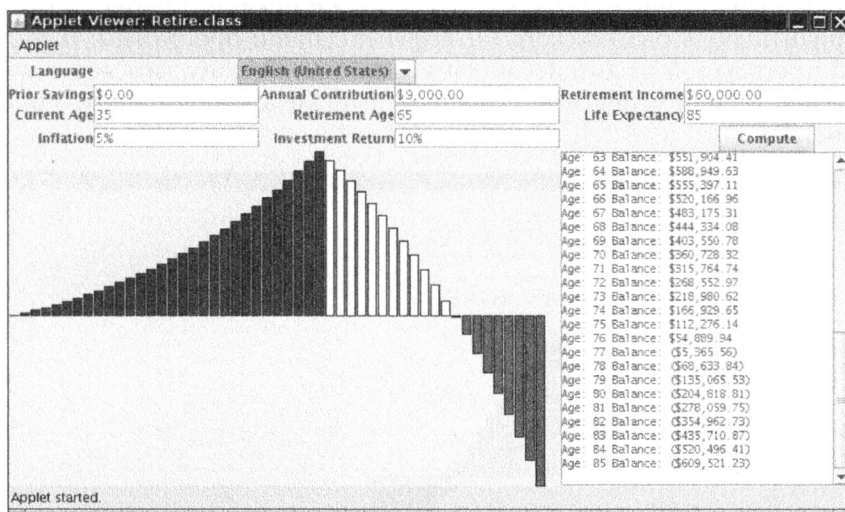 Applet Viewer: Retire.class
Applet
Language English (United States)
Prior Savings $0.00 Annual Contribution $9,000.00 Retirement Income $60,000.00
Current Age 35 Retirement Age 65 Life Expectancy 85
Inflation 5% Investment Return 10% Compute
Age: 63 Balance: $551,904.41
Age: 64 Balance: $588,949.63
Age: 65 Balance: $555,397.11
Age: 66 Balance: $520,166.96
Age: 67 Balance: $483,175.31
Age: 68 Balance: $444,334.08
Age: 69 Balance: $403,550.78
Age: 70 Balance: $360,728.32
Age: 71 Balance: $315,764.74
Age: 72 Balance: $268,552.97
Age: 73 Balance: $218,980.62
Age: 74 Balance: $166,929.65
Age: 75 Balance: $112,276.14
Age: 76 Balance: $54,889.94
Age: 77 Balance: ($5,365.56)
Age: 78 Balance: ($68,633.84)
Age: 79 Balance: ($135,065.53)
Age: 80 Balance: ($204,818.81)
Age: 81 Balance: ($278,059.75)
Age: 82 Balance: ($354,962.73)
Age: 83 Balance: ($435,710.87)
Age: 84 Balance: ($520,496.41)
Age: 85 Balance: ($609,521.23)
Applet started.